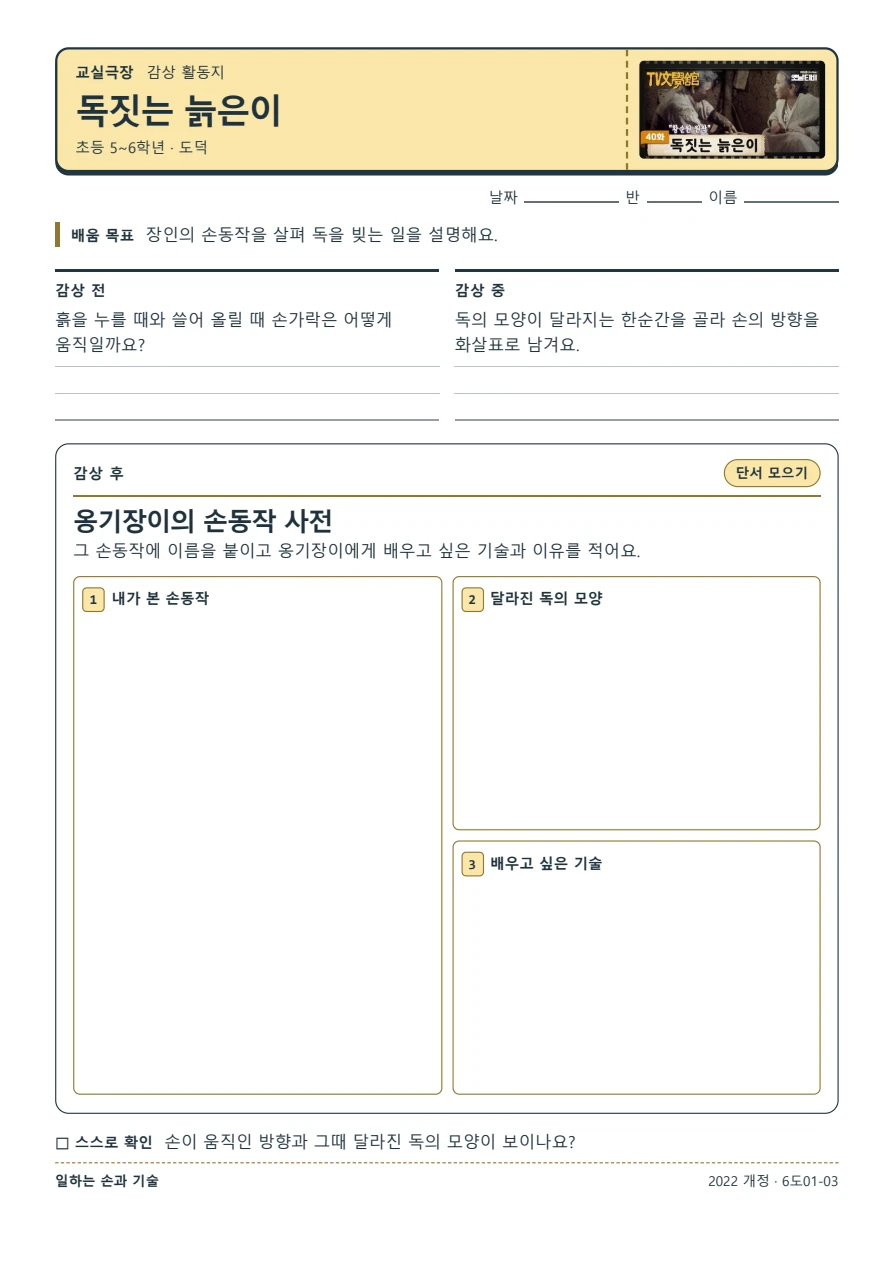 교실극장 감상 활동지
독짓는 늙은이
초등 5~6학년 · 도덕
TV文學館
옛날티비
"황순원 원작"
40화
독짓는 늙은이
날짜 반 이름
배움 목표 장인의 손동작을 살펴 독을 빚는 일을 설명해요.
감상 전
흙을 누를 때와 쓸어 올릴 때 손가락은 어떻게
움직일까요?
감상 중
독의 모양이 달라지는 한순간을 골라 손의 방향을
화살표로 남겨요.
감상 후
단서 모으기
옹기장이의 손동작 사전
그 손동작에 이름을 붙이고 옹기장이에게 배우고 싶은 기술과 이유를 적어요.
1 내가 본 손동작
2 달라진 독의 모양
3 배우고 싶은 기술
스스로 확인 손이 움직인 방향과 그때 달라진 독의 모양이 보이나요?
일하는 손과 기술
2022 개정 · 6도01-03